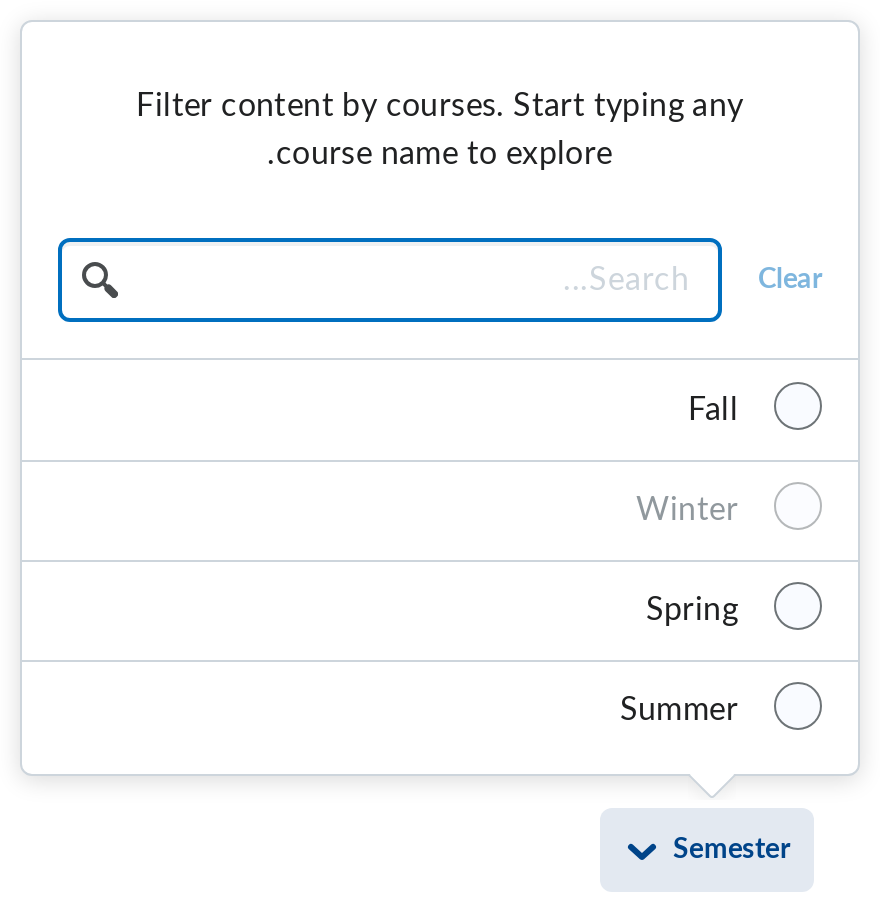 Filter content by courses. Start typing any
.course name to explore
...Search
Clear
Fall
Winter
Spring
Summer
Semester